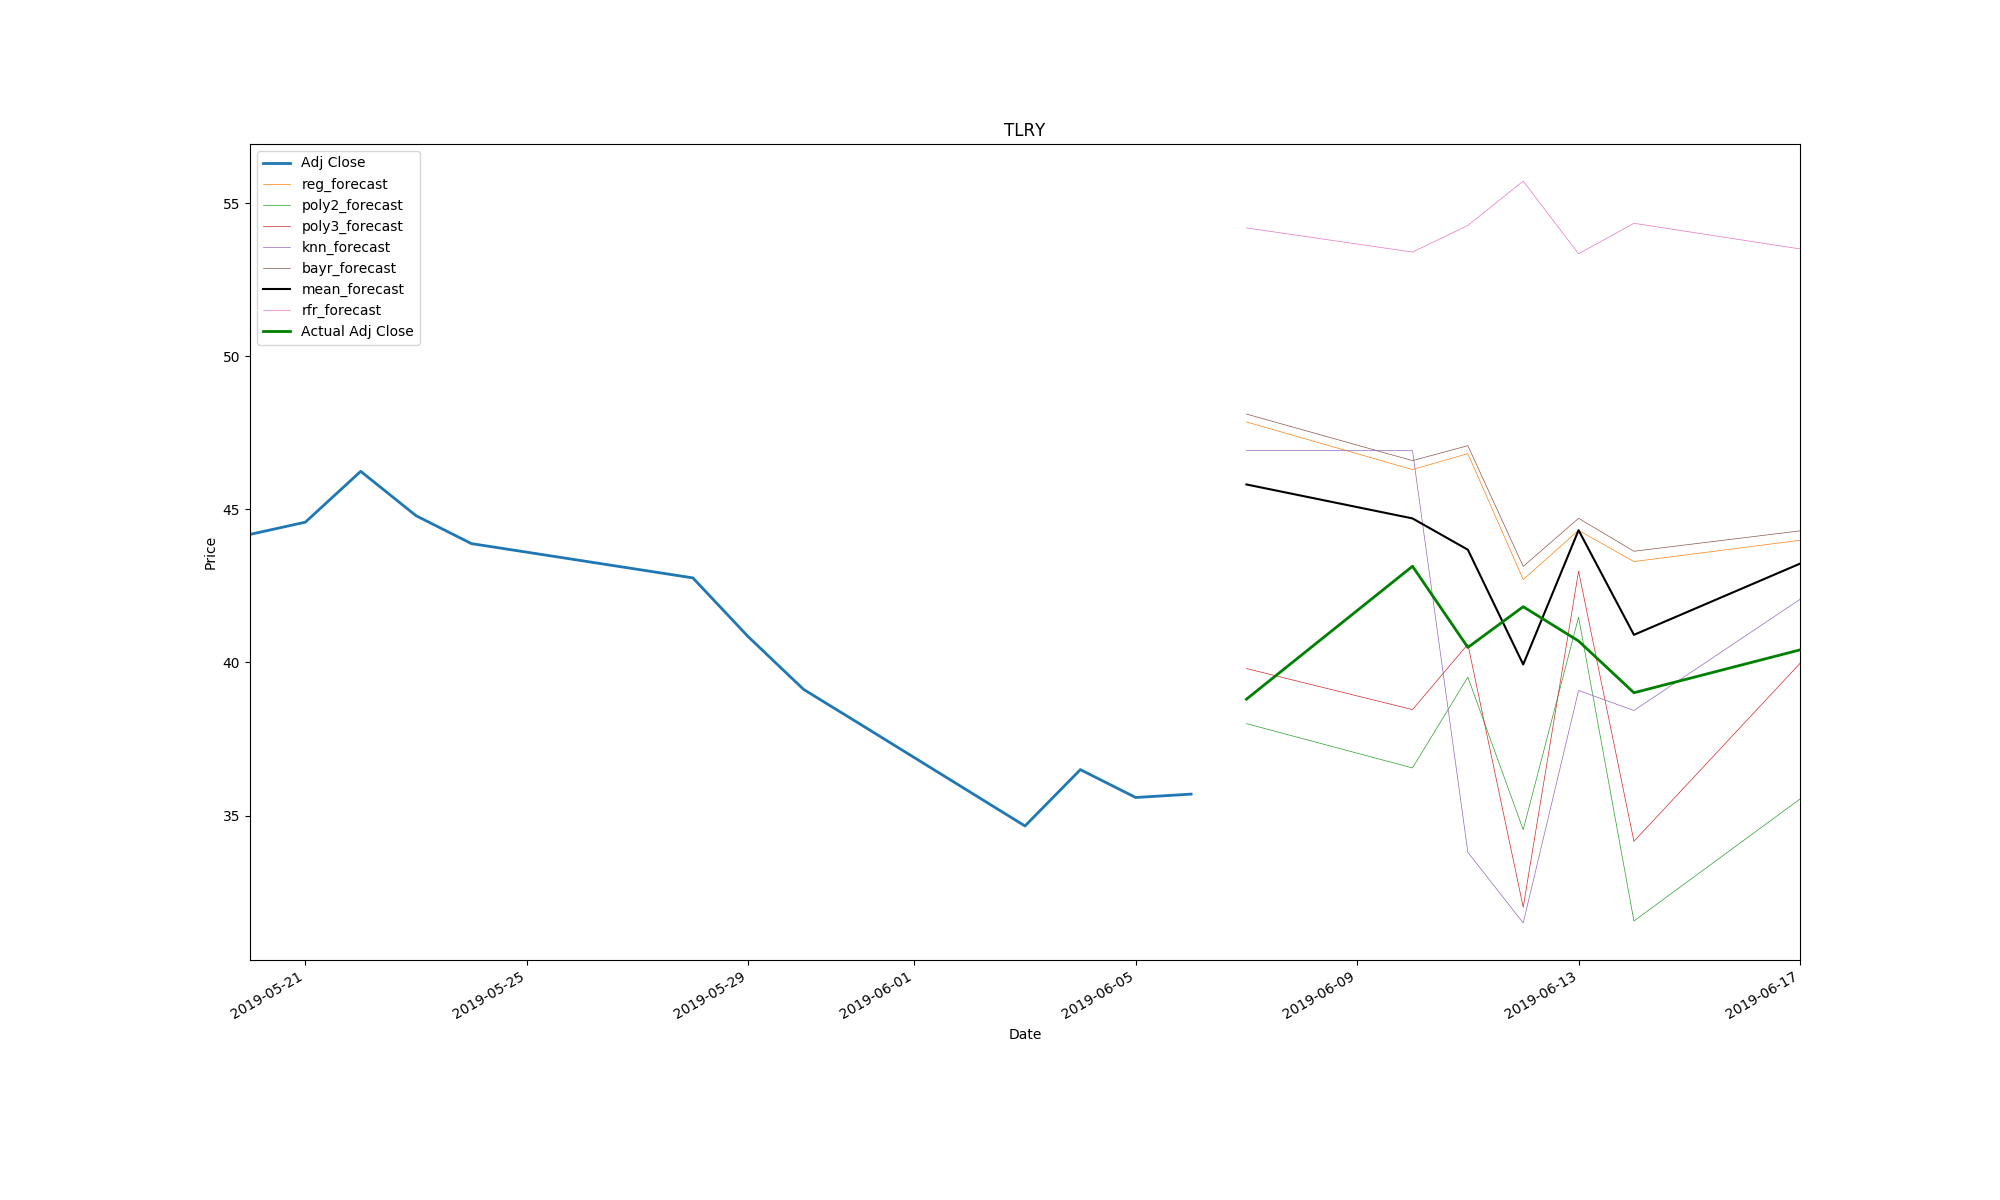 TLRY
Adj Close
reg_forecast
poly2_forecast
poly3_forecast
knn_forecast
bayr_forecast
mean_forecast
rfr_forecast
Actual Adj Close
55
50
45
40
35
Price
2019-05-21
2019-05-25
2019-05-29
2019-06-01
2019-06-05
2019-06-09
2019-06-13
2019-06-17
Date